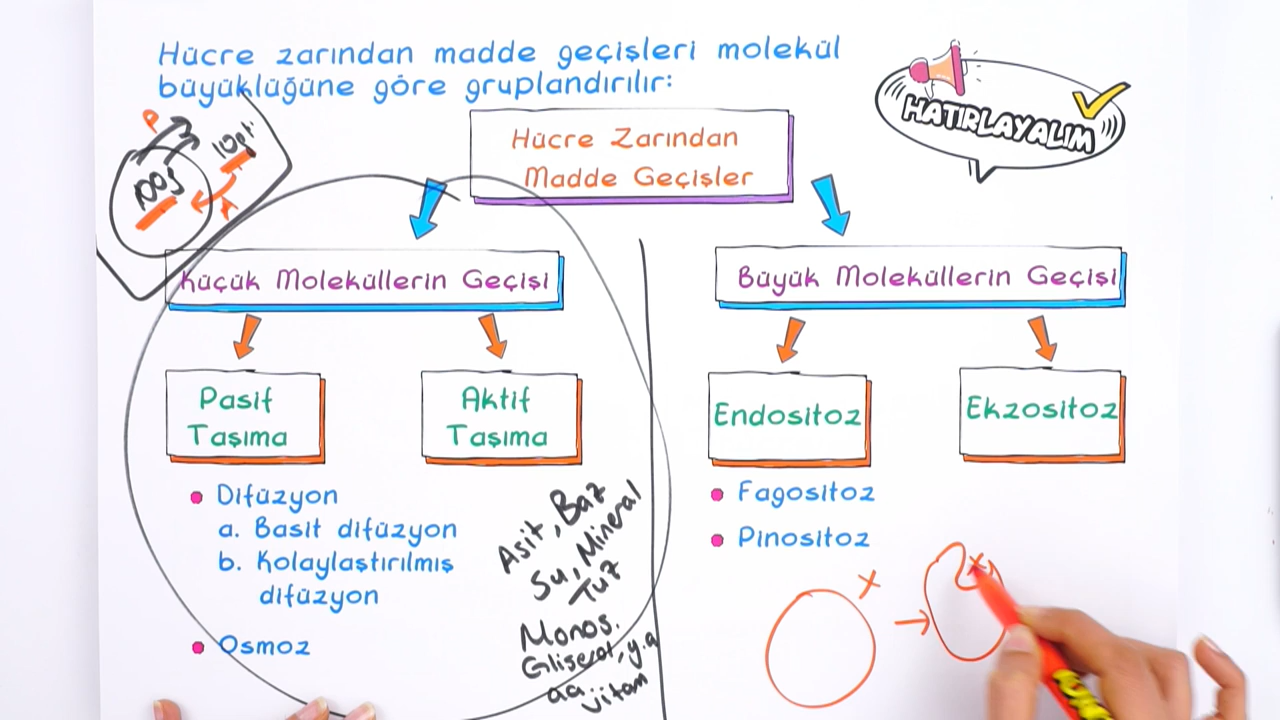 Hücre zarından madde geçişleri molekül
büyüklüğüne göre gruplandırılır:
HATIRLAYALIM
Hücre Zarından
Madde Geçişler
P
100s
A
Küçük Moleküllerin Geçişi
Büyük Moleküllerin Geçişi
Pasif
Taşıma
Aktif
Taşıma
Endositoz
Ekzositoz
Difüzyon
a. Basit difüzyon
b. Kolaylaştırılmış
difüzyon
Osmoz
Asit, Baz
Su, Mineral
Tuz
Monos.
Gliserol, y.a
aa. vitam
Fagositoz
Pinositoz
x
x